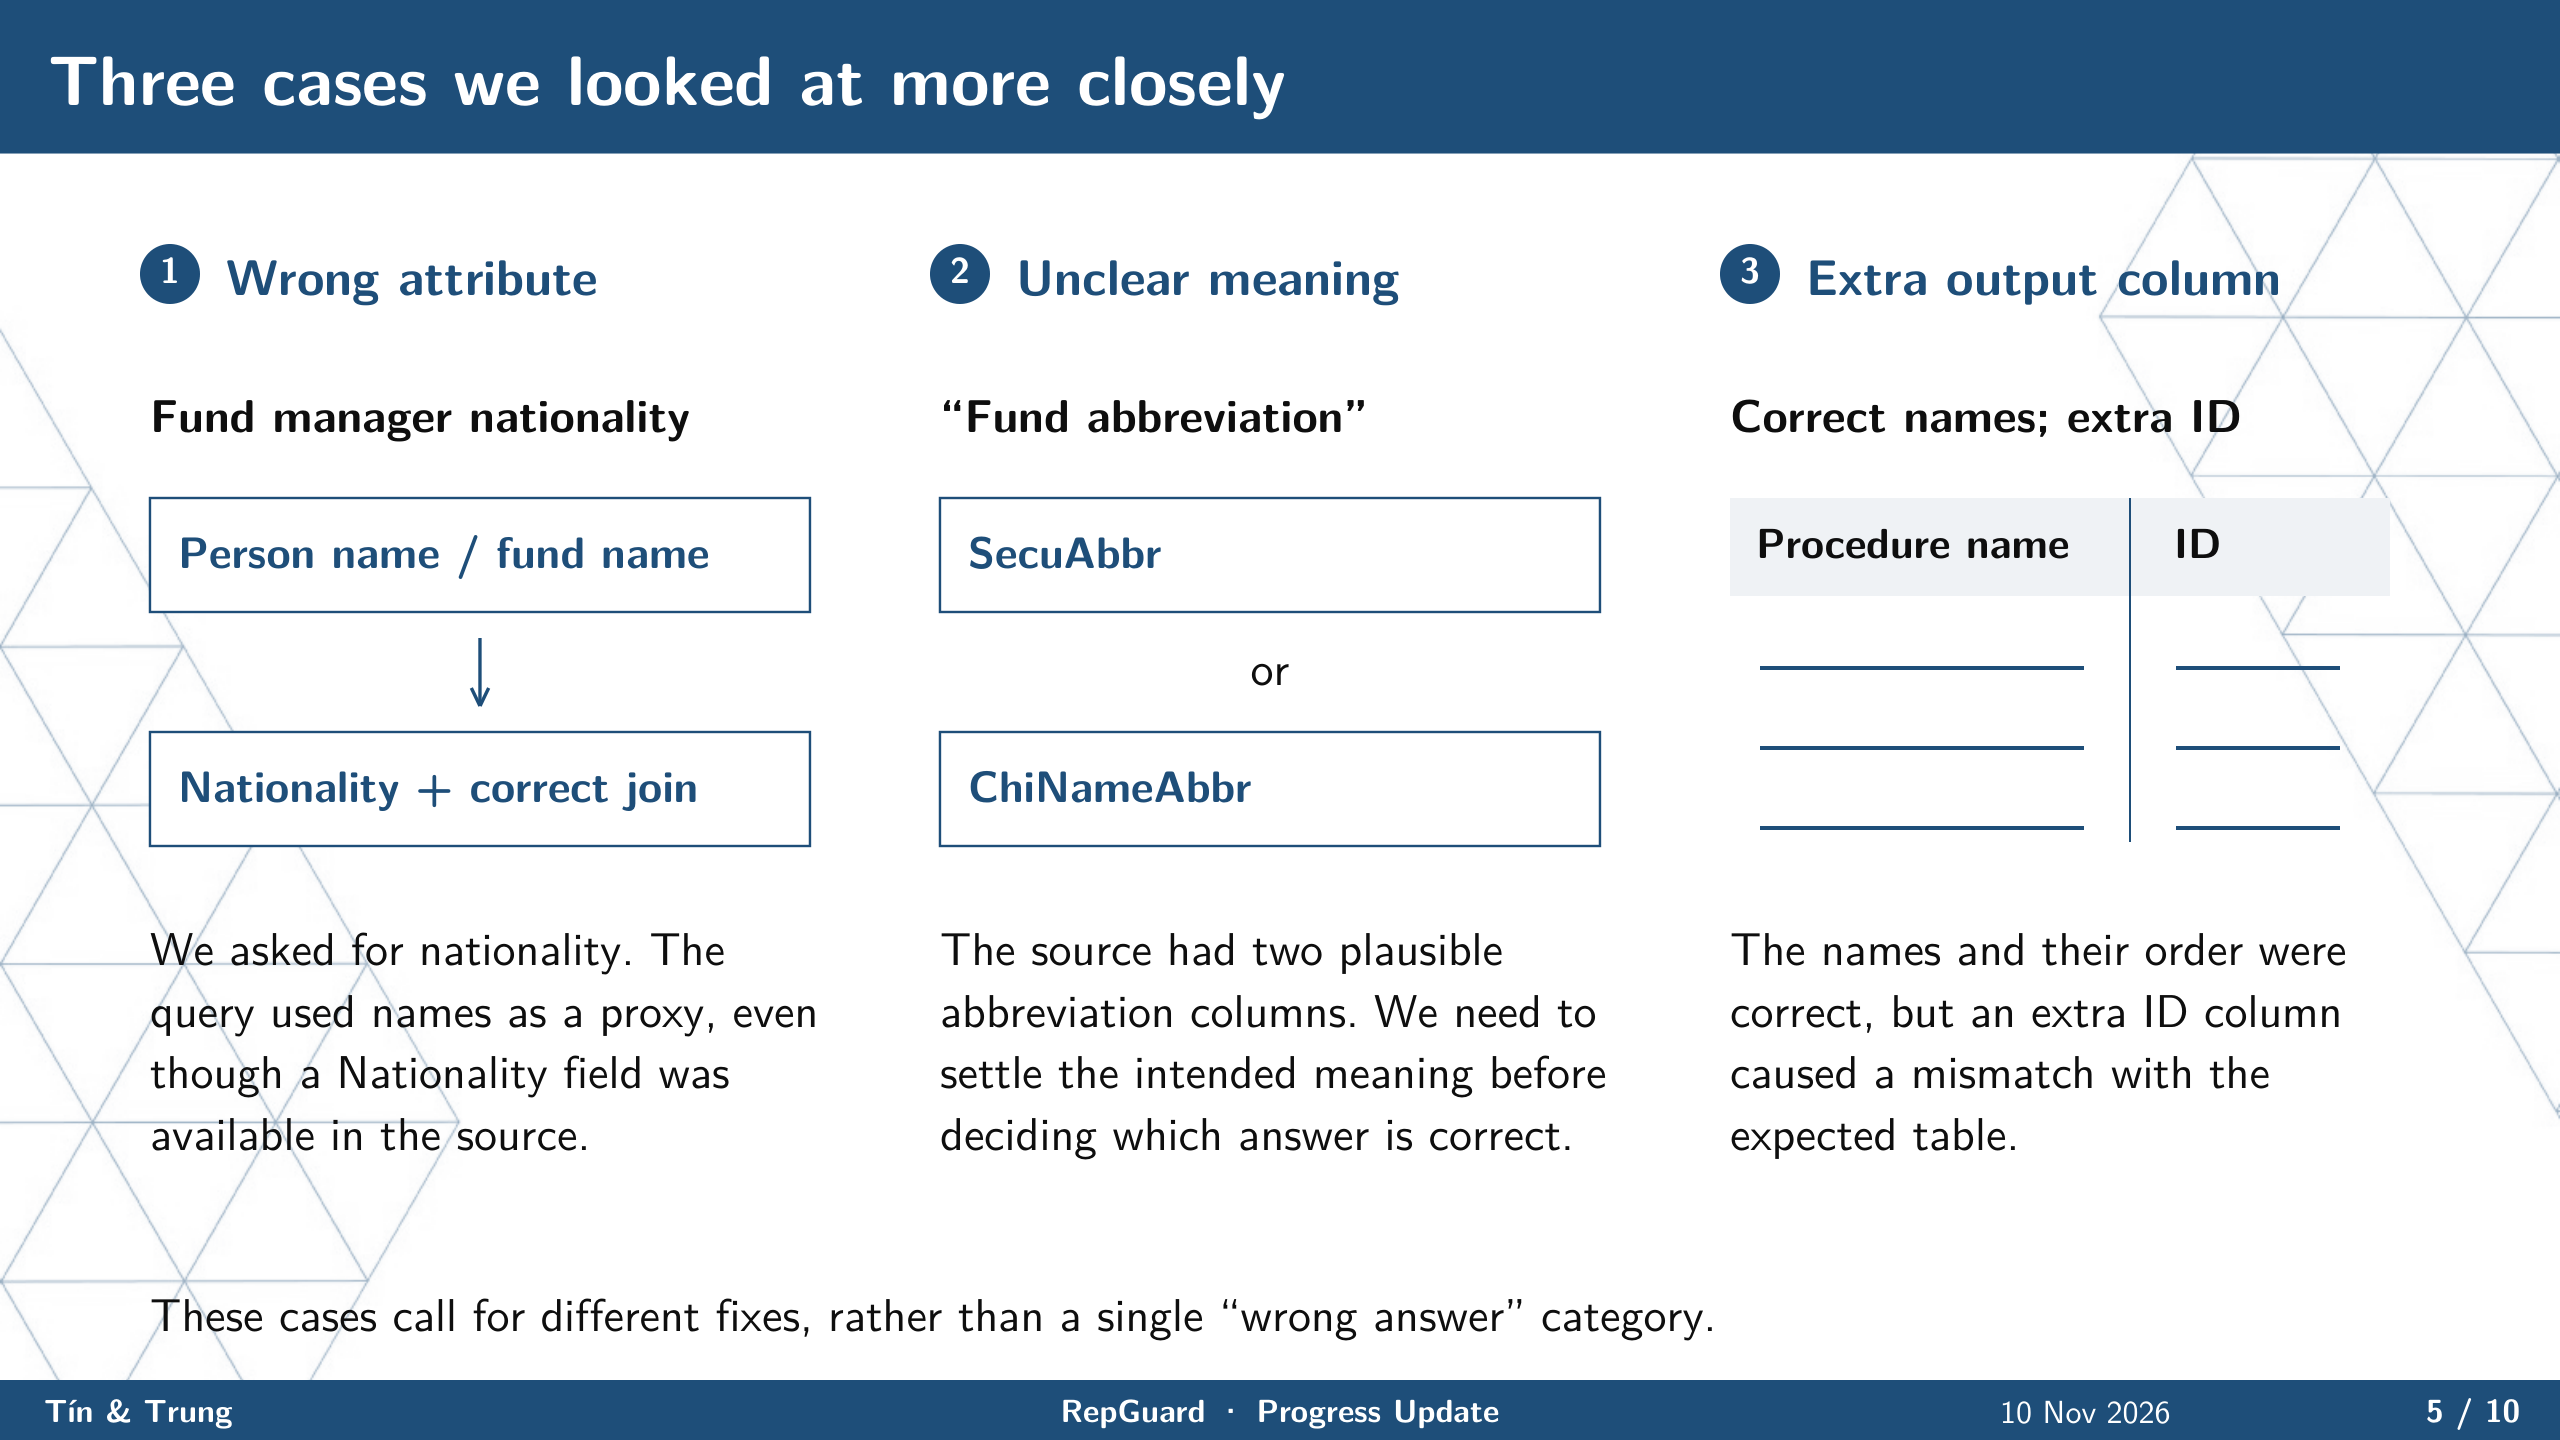 Three cases we looked at more closely
1 Wrong attribute
Fund manager nationality
Person name / fund name
Nationality + correct join
We asked for nationality. The
query used names as a proxy, even
though a Nationality field was
available in the source.
2 Unclear meaning
“Fund abbreviation”
SecuAbbr
or
ChiNameAbbr
The source had two plausible
abbreviation columns. We need to
settle the intended meaning before
deciding which answer is correct.
3 Extra output column
Correct names; extra ID
Procedure name ID
The names and their order were
correct, but an extra ID column
caused a mismatch with the
expected table.
These cases call for different fixes, rather than a single “wrong answer” category.
Tín & Trung RepGuard · Progress Update 10 Nov 2026 5 / 10